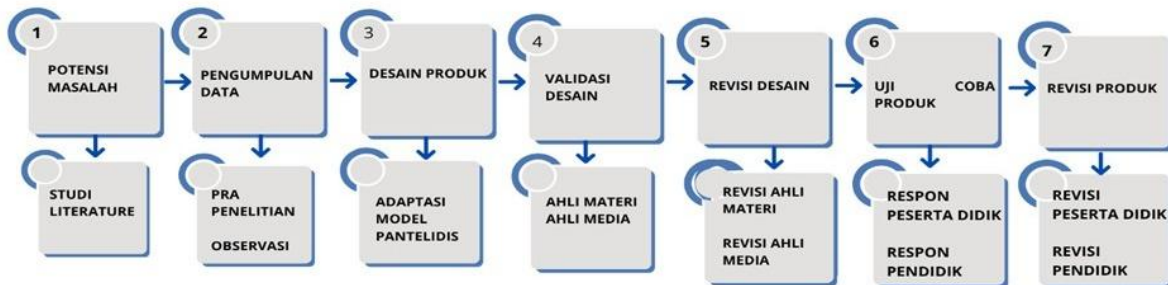 1
POTENSI
MASALAH
2
PENGUMPULAN
DATA
3
DESAIN PRODUK
4
VALIDASI
DESAIN
5
REVISI DESAIN
6
UJI COBA
PRODUK
7
REVISI PRODUK
STUDI
LITERATURE
PRA
PENELITIAN
OBSERVASI
ADAPTASI
MODEL
PANTELIDIS
AHLI MATERI
AHLI MEDIA
REVISI AHLI
MATERI
REVISI AHLI
MEDIA
RESPON
PESERTA DIDIK
RESPON
PENDIDIK
REVISI
PESERTA DIDIK
REVISI
PENDIDIK